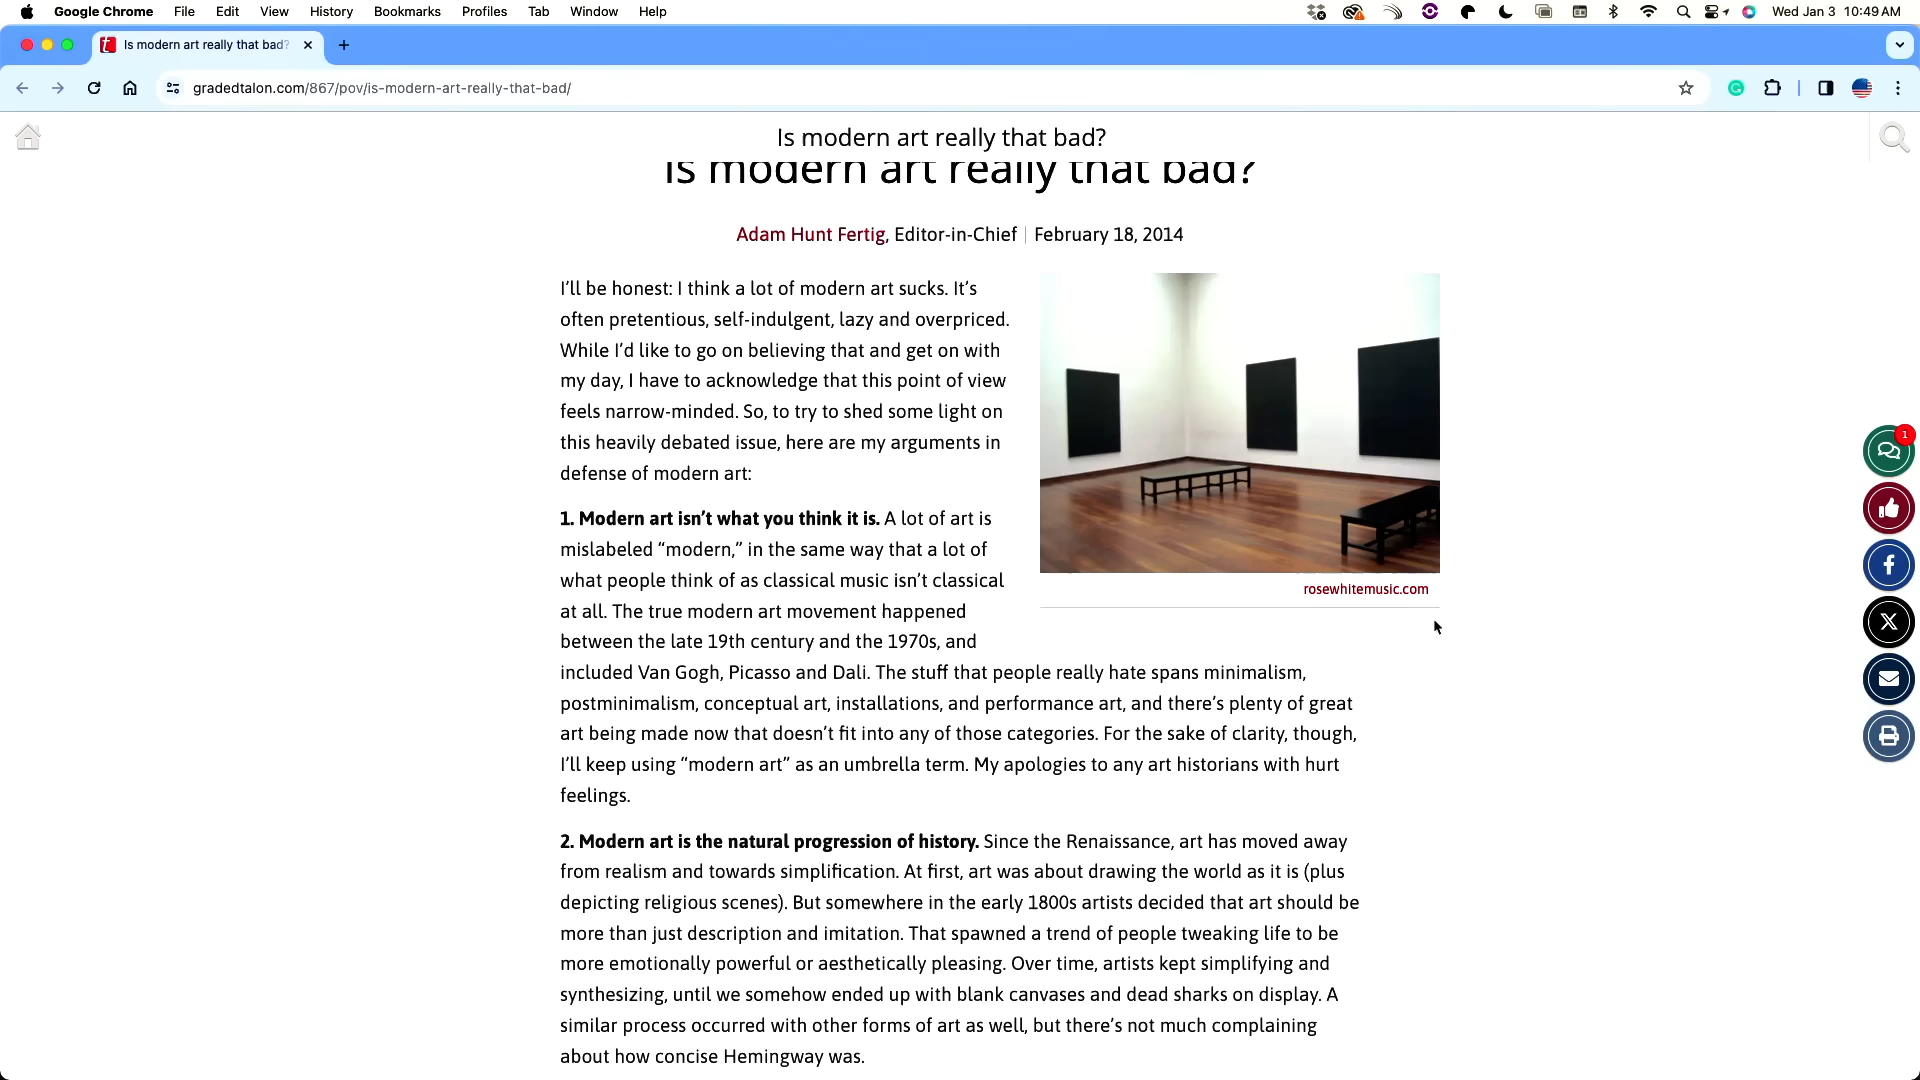 Google Chrome File Edit View History Bookmarks Profiles Tab Window Help Wed Jan 3 10:49 AM
Is modern art really that bad?
gradedtalon.com/867/pov/is-modern-art-really-that-bad/
Is modern art really that bad?
Is modern art really that bad?
Adam Hunt Fertig, Editor-in-Chief | February 18, 2014
I’ll be honest: I think a lot of modern art sucks. It’s
often pretentious, self-indulgent, lazy and overpriced.
While I’d like to go on believing that and get on with
my day, I have to acknowledge that this point of view
feels narrow-minded. So, to try to shed some light on
this heavily debated issue, here are my arguments in
defense of modern art:
rosewhitemusic.com
1. Modern art isn’t what you think it is. A lot of art is
mislabeled “modern,” in the same way that a lot of
what people think of as classical music isn’t classical
at all. The true modern art movement happened
between the late 19th century and the 1970s, and
included Van Gogh, Picasso and Dali. The stuff that people really hate spans minimalism,
postminimalism, conceptual art, installations, and performance art, and there’s plenty of great
art being made now that doesn’t fit into any of those categories. For the sake of clarity, though,
I’ll keep using “modern art” as an umbrella term. My apologies to any art historians with hurt
feelings.
2. Modern art is the natural progression of history. Since the Renaissance, art has moved away
from realism and towards simplification. At first, art was about drawing the world as it is (plus
depicting religious scenes). But somewhere in the early 1800s artists decided that art should be
more than just description and imitation. That spawned a trend of people tweaking life to be
more emotionally powerful or aesthetically pleasing. Over time, artists kept simplifying and
synthesizing, until we somehow ended up with blank canvases and dead sharks on display. A
similar process occurred with other forms of art as well, but there’s not much complaining
about how concise Hemingway was.
1